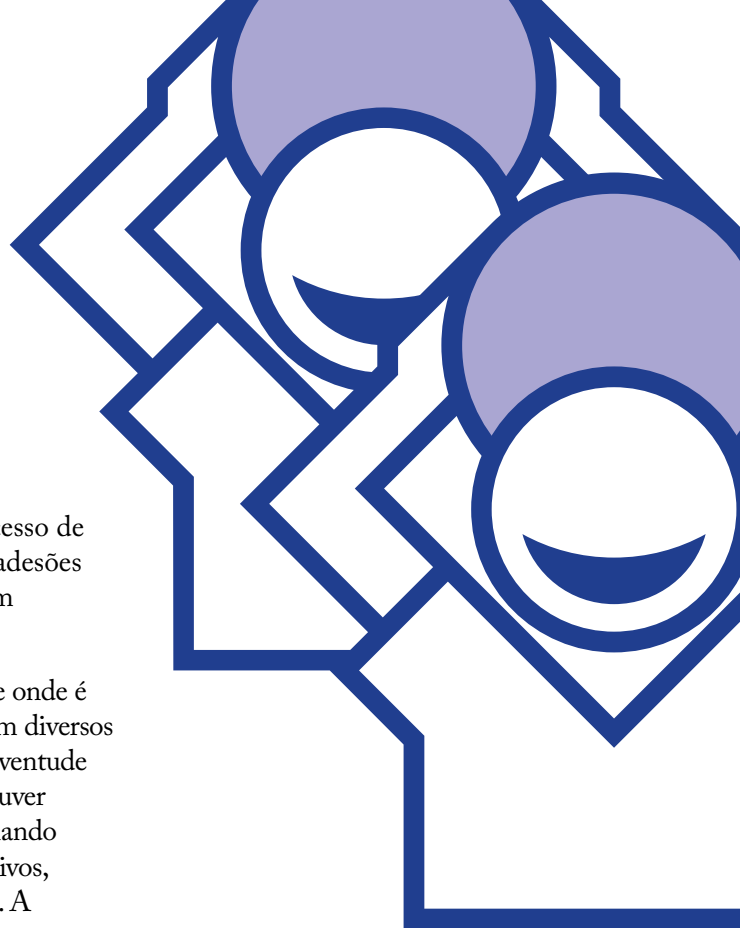 esso de
adesões
m
e onde é
m diversos
ventude
uver
ando
ivos,
. A